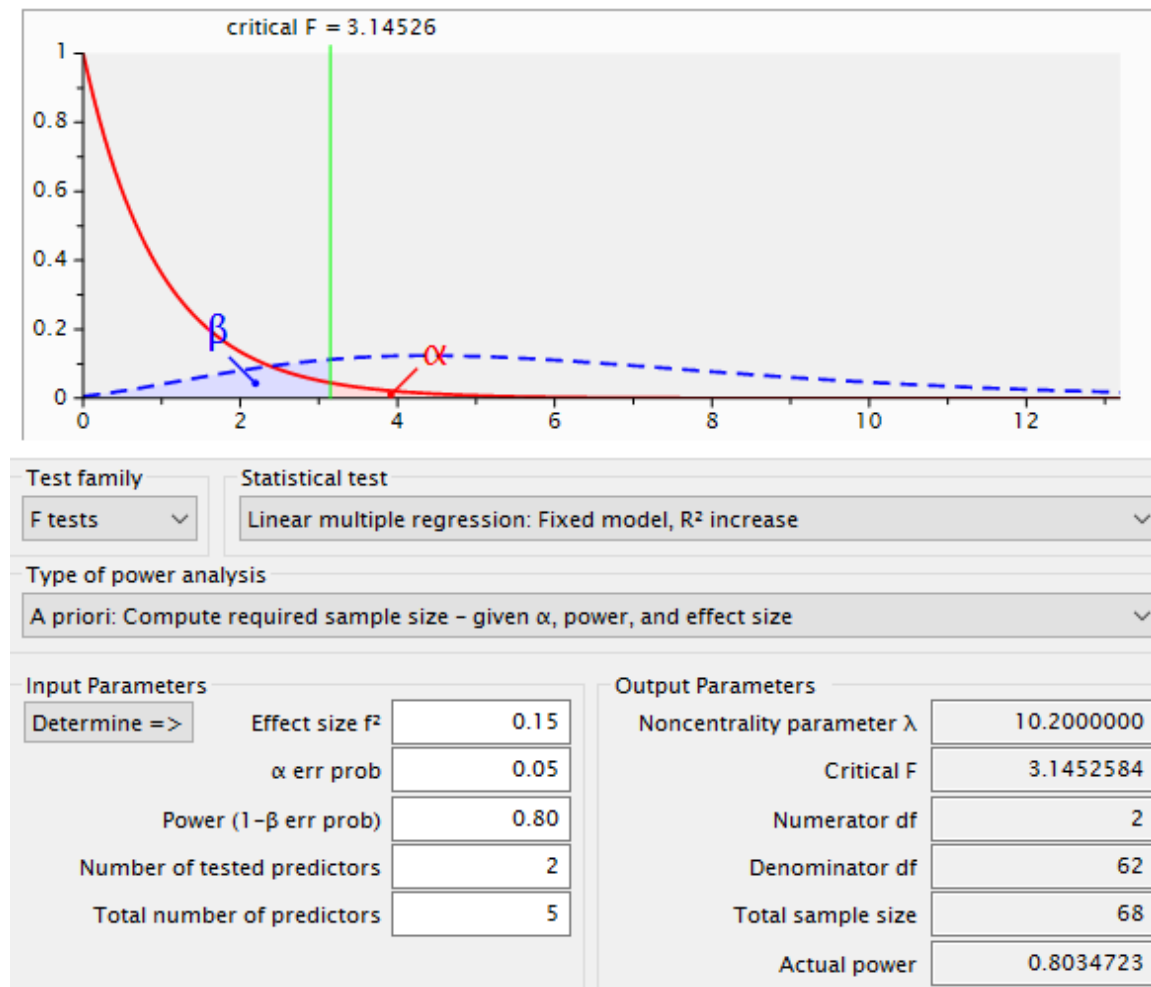 critical F = 3.14526
1
0.8
0.6
0.4
0.2
0
β
α
0 2 4 6 8 10 12
Test family
Statistical test
F tests
Linear multiple regression: Fixed model, R² increase
Type of power analysis
A priori: Compute required sample size – given α, power, and effect size
Input Parameters
Output Parameters
Determine => Effect size f² 0.15 Noncentrality parameter λ 10.2000000
α err prob 0.05 Critical F 3.1452584
Power (1-β err prob) 0.80 Numerator df 2
Number of tested predictors 2 Denominator df 62
Total number of predictors 5 Total sample size 68
Actual power 0.8034723